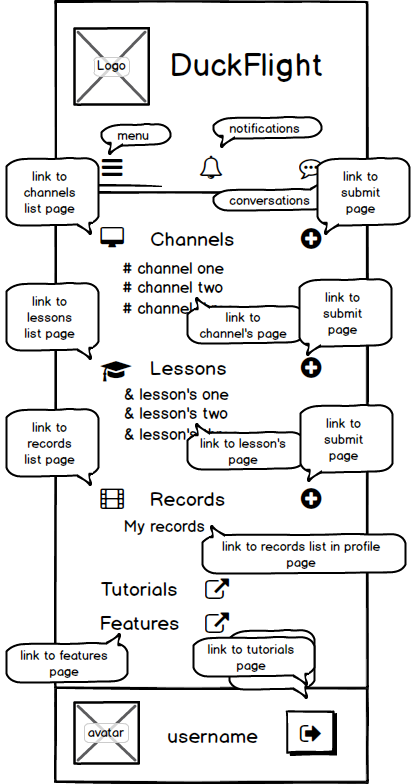 Logo
DuckFlight
menu
notifications
link to
channels
list page
link to
submit
page
conversations
Channels
# channel one
# channel two
# channel
link to
channel's page
link to
lessons
list page
link to
submit
page
Lessons
& lesson's one
& lesson's two
& lesson's
link to lesson's
page
link to
records
list page
link to
submit
page
Records
My records
link to records list in profile
page
Tutorials
Features
link to features
page
link to tutorials
page
avatar
username